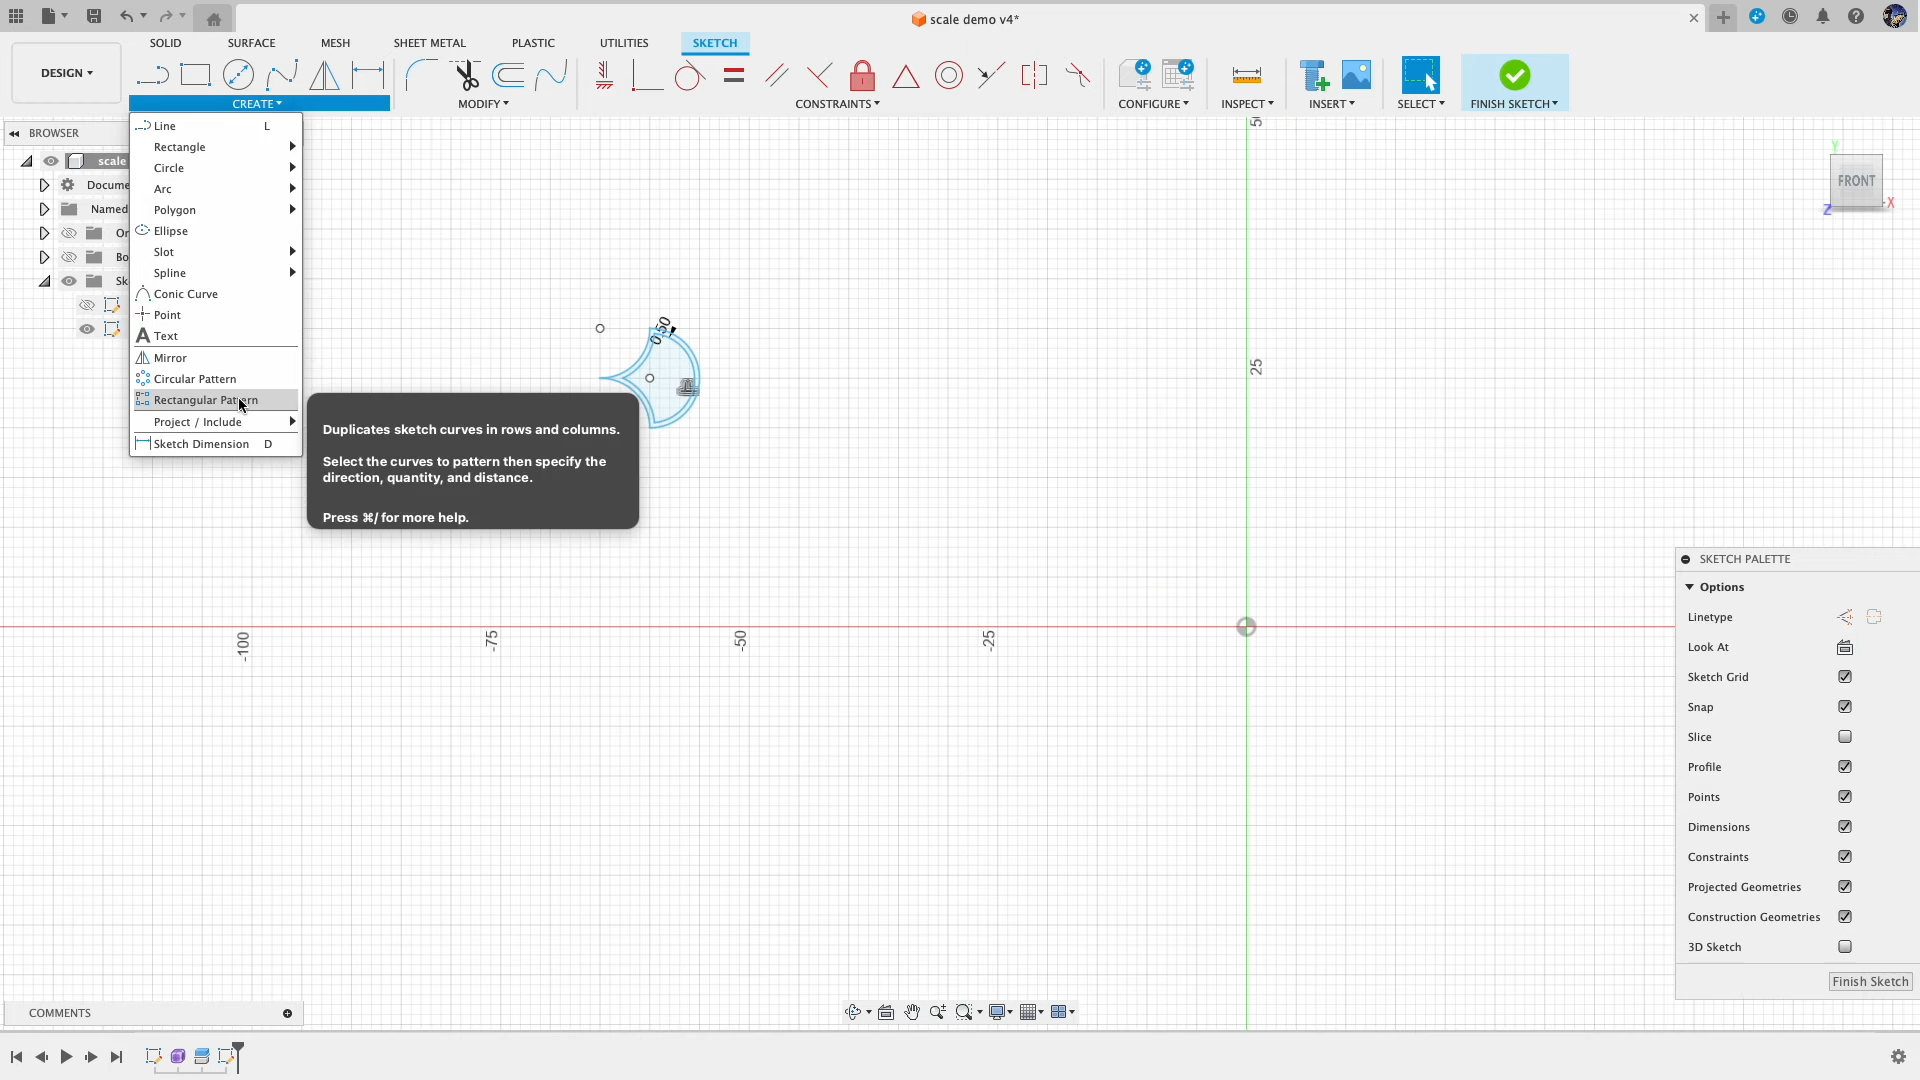 scale demo v4*
DESIGN
SOLID
SURFACE
MESH
SHEET METAL
PLASTIC
UTILITIES
SKETCH
CREATE
MODIFY
CONSTRAINTS
CONFIGURE
INSPECT
INSERT
SELECT
FINISH SKETCH
BROWSER
scale
Docume
Named
Or
Bo
Sk
Line L
Rectangle
Circle
Arc
Polygon
Ellipse
Slot
Spline
Conic Curve
Point
Text
Mirror
Circular Pattern
Rectangular Pattern
Project / Include
Sketch Dimension D
Duplicates sketch curves in rows and columns.
Select the curves to pattern then specify the
direction, quantity, and distance.
Press ⌘/ for more help.
0.50
25
-100
-75
-50
-25
Y
FRONT
Z
X
SKETCH PALETTE
Options
Linetype
Look At
Sketch Grid
Snap
Slice
Profile
Points
Dimensions
Constraints
Projected Geometries
Construction Geometries
3D Sketch
Finish Sketch
COMMENTS